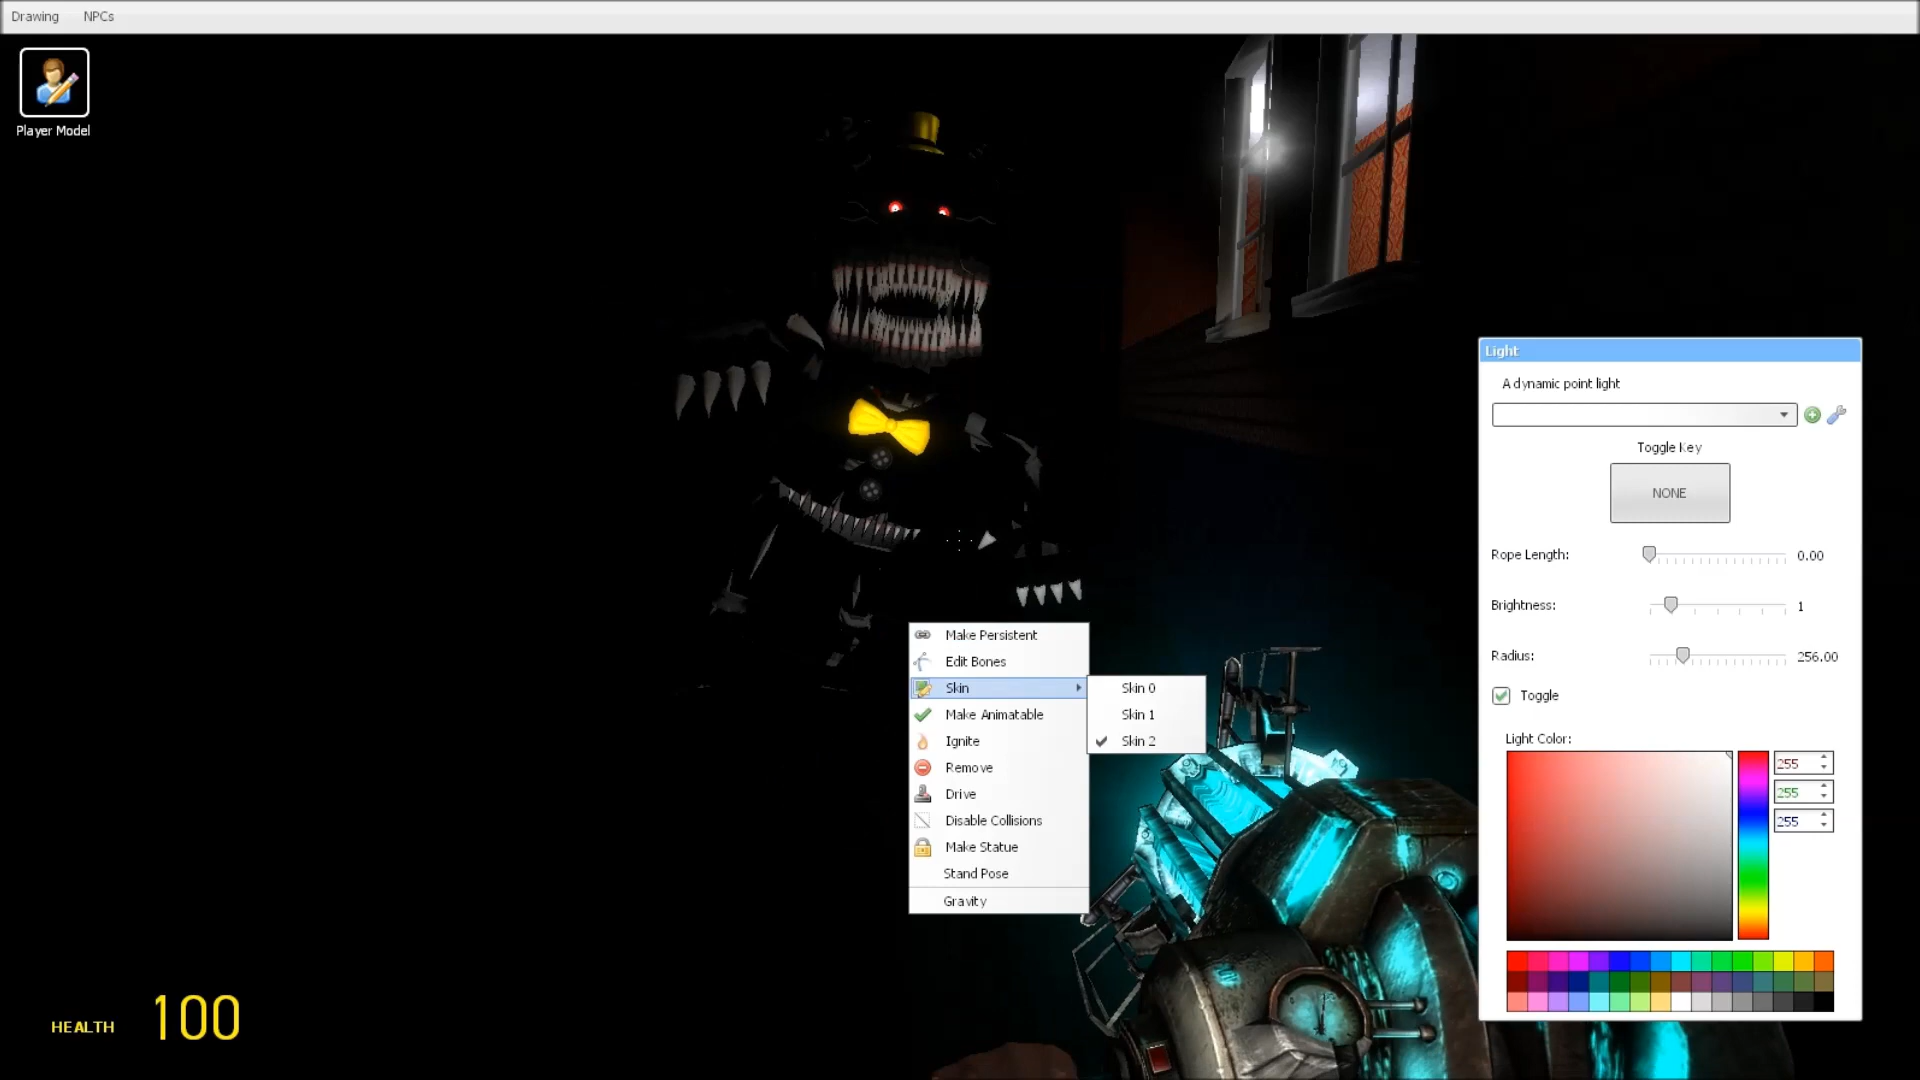 Drawing NPCs
Player Model
Light
A dynamic point light
Toggle Key
NONE
Rope Length: 0.00
Brightness: 1
Radius: 256.00
Toggle
Light Color:
255
255
255
Make Persistent
Edit Bones
Skin
Make Animatable
Ignite
Remove
Drive
Disable Collisions
Make Statue
Stand Pose
Gravity
Skin 0
Skin 1
Skin 2
HEALTH 100